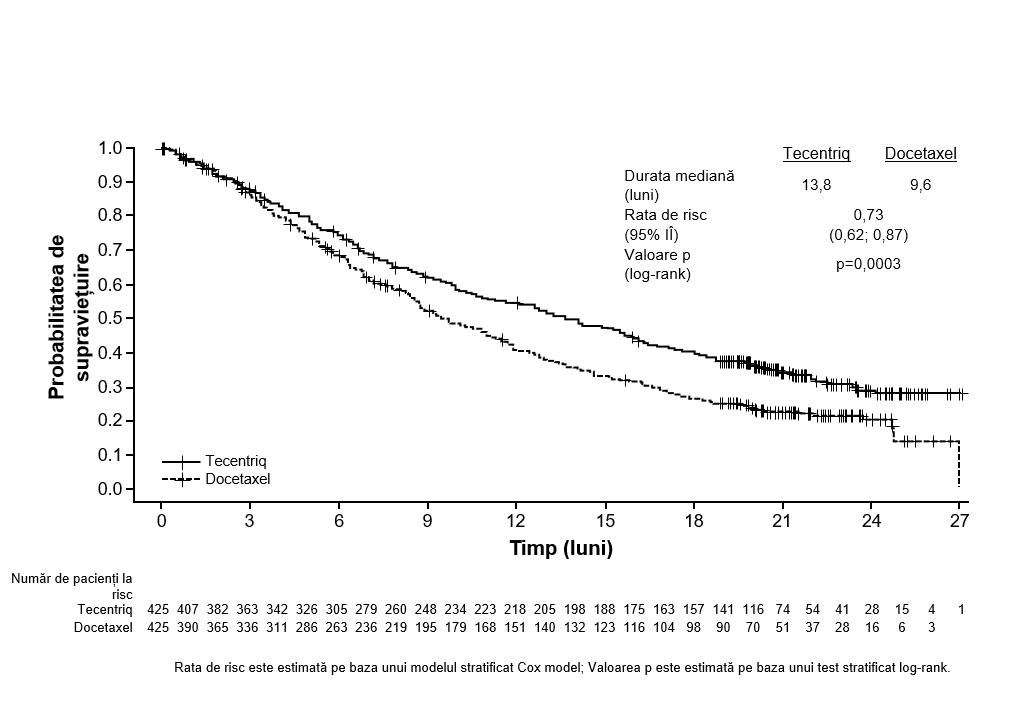 Tecentriq Docetaxel
Durata mediană
(luni) 13,8 9,6
Rata de risc 0,73
(95% IÎ) (0,62; 0,87)
Valoare p
(log-rank) p=0,0003
Probabilitatea de
supraviețuire
1.0
0.9
0.8
0.7
0.6
0.5
0.4
0.3
0.2
0.1
0.0
Tecentriq
Docetaxel
0 3 6 9 12 15 18 21 24 27
Timp (luni)
Număr de pacienți la
risc
Tecentriq 425 407 382 363 342 326 305 279 260 248 234 223 218 205 198 188 175 163 157 141 116 74 54 41 28 15 4 1
Docetaxel 425 390 365 336 311 286 263 236 219 195 179 168 151 140 132 123 116 104 98 90 70 51 37 28 16 6 3
Rata de risc este estimată pe baza unui modelul stratificat Cox model; Valoarea p este estimată pe baza unui test stratificat log-rank.